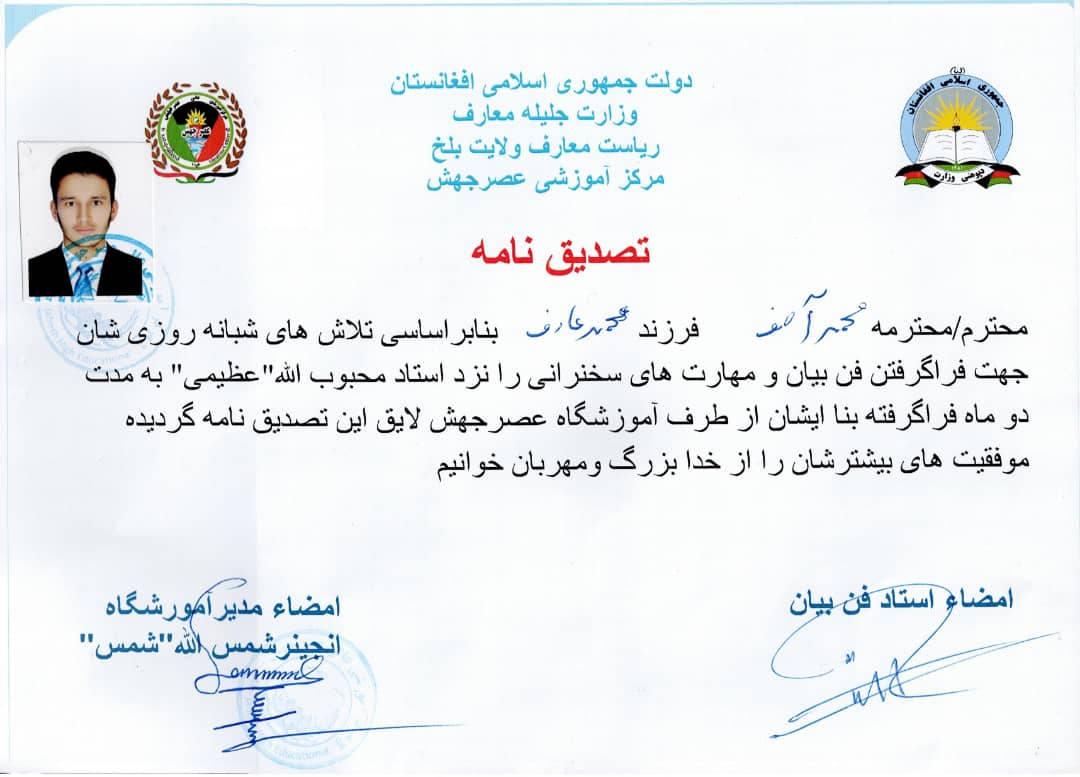 دولت جمهوری اسلامی افغانستان
وزارت جلیله معارف
ریاست معارف ولایت بلخ
مرکز آموزشی عصرجهش
جمهوری اسلامی افغانستان
دپوهنی وزارت
تصدیق نامه
محترم/محترمه محمد آصف فرزند محمد عارف بنابراساسی تلاش های شبانه روزی شان
جهت فراگرفتن فن بیان و مهارت های سخنرانی را نزد استاد محبوب الله"عظیمی" به مدت
دو ماه فراگرفته بنا ایشان از طرف آموزشگاه عصرجهش لایق این تصدیق نامه گردیده
موفقیت های بیشترشان را از خدا بزرگ ومهربان خوانیم
امضاء استاد فن بیان
امضاء مدیرآمورشگاه
انجینرشمس الله"شمس"